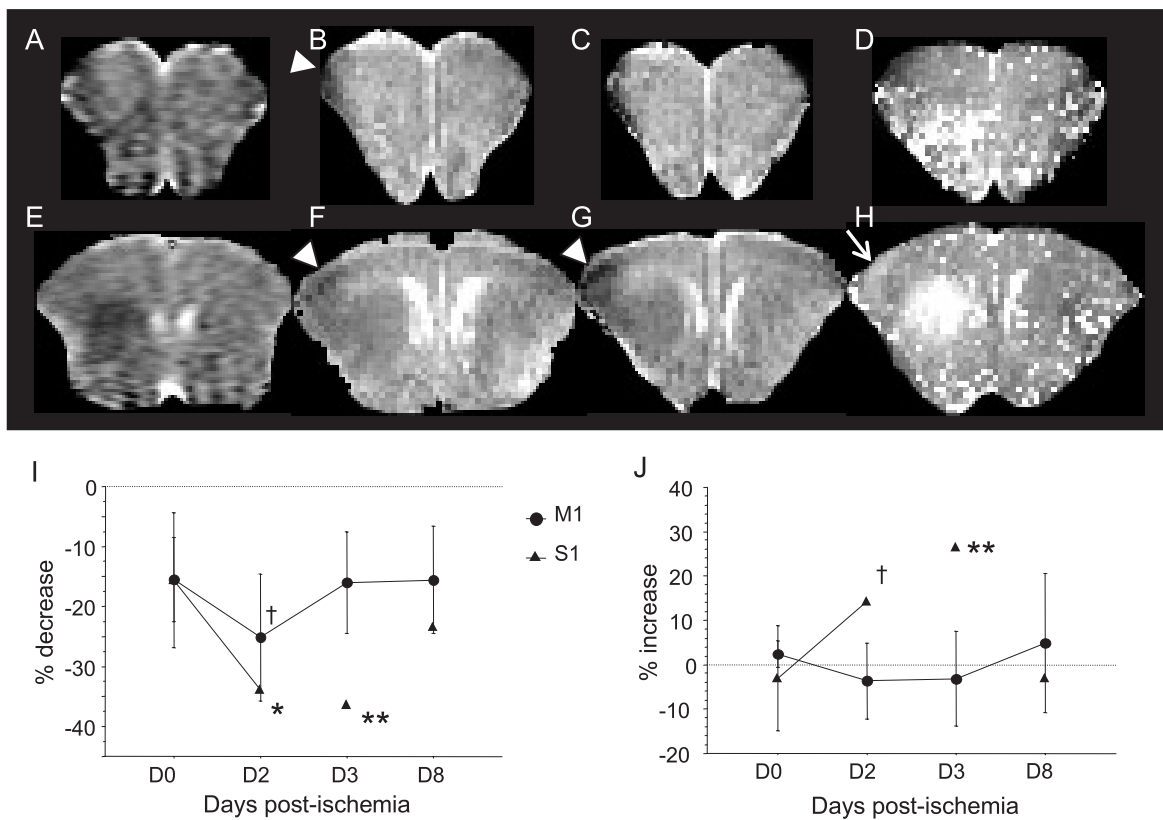 A
B
C
D
E
F
G
H
I
0
-10
-20
-30
-40
% decrease
†
*
**
D0
D2
D3
D8
Days post-ischemia
M1
S1
J
40
30
20
10
0
-10
-20
% increase
†
**
D0
D2
D3
D8
Days post-ischemia